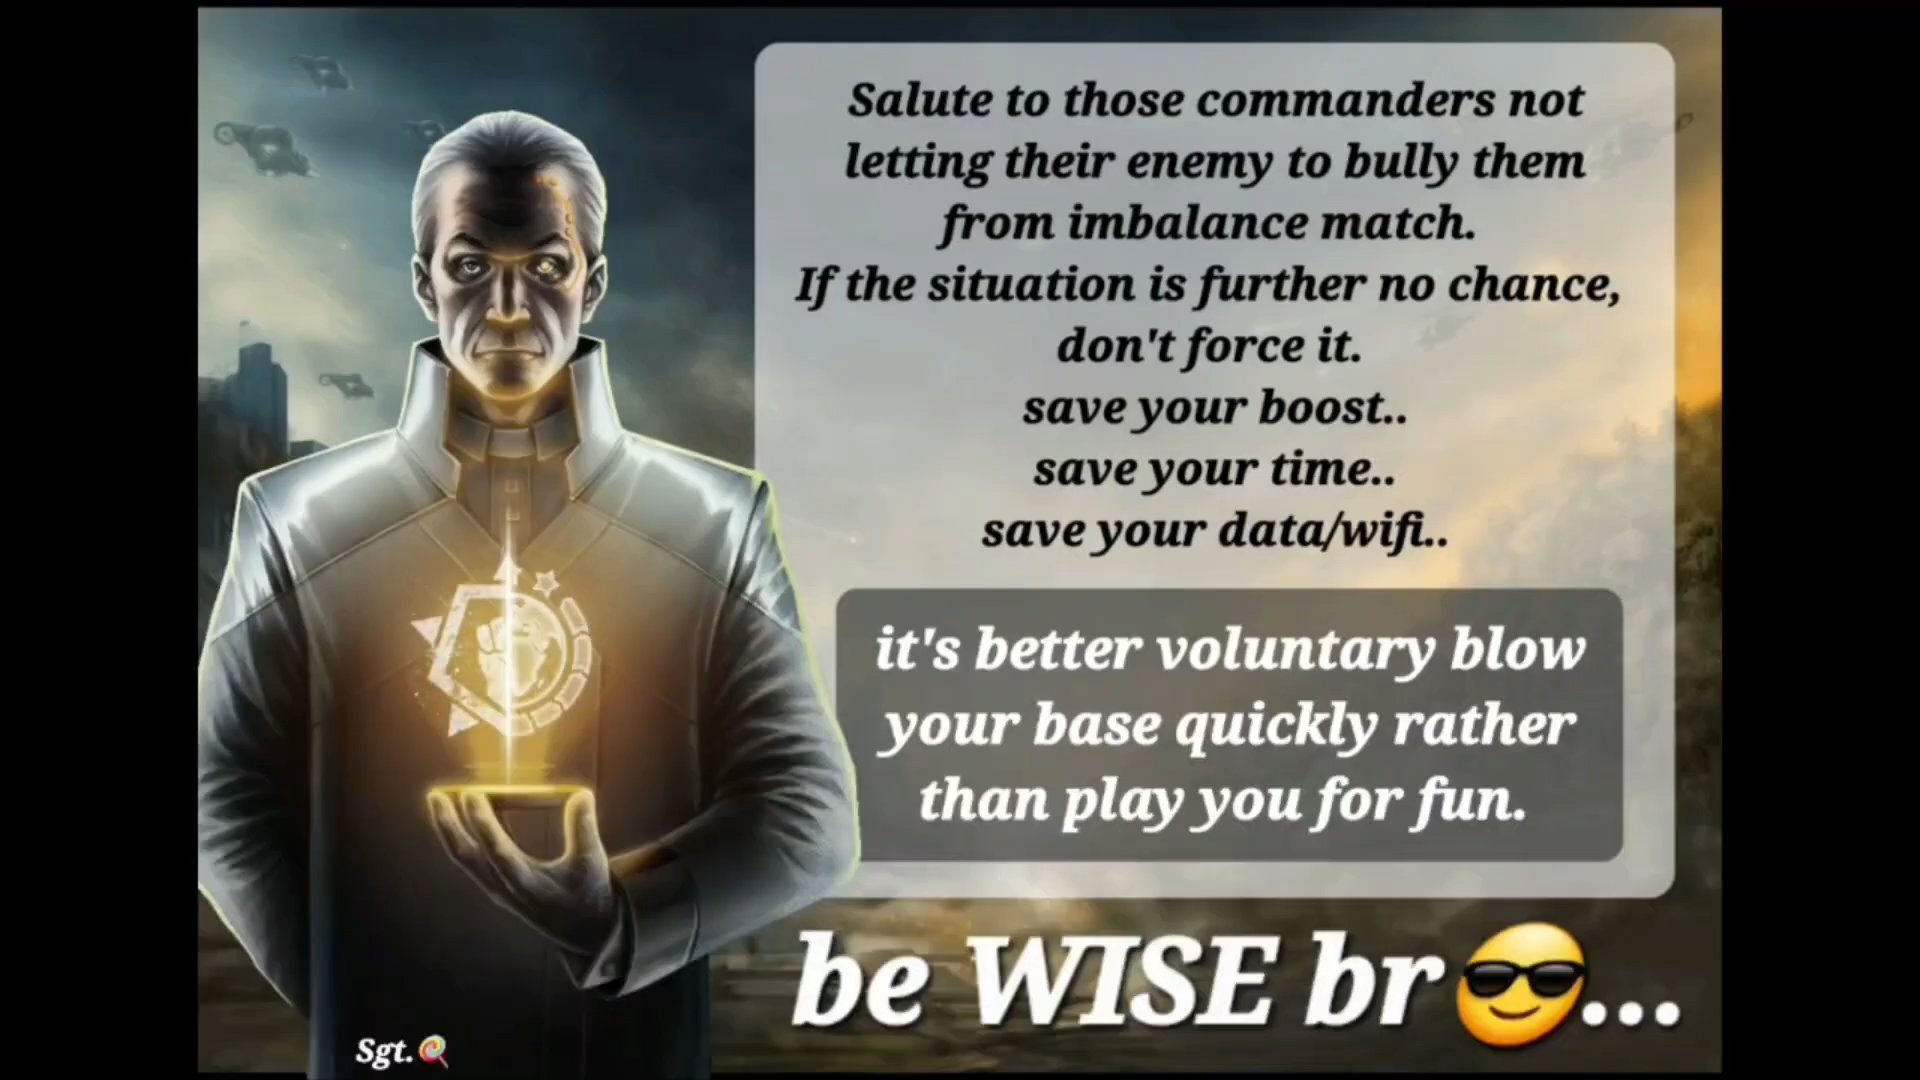 Salute to those commanders not
letting their enemy to bully them
from imbalance match.
If the situation is further no chance,
don't force it.
save your boost..
save your time..
save your data/wifi..
it's better voluntary blow
your base quickly rather
than play you for fun.
be WISE br😎...
Sgt.🍭